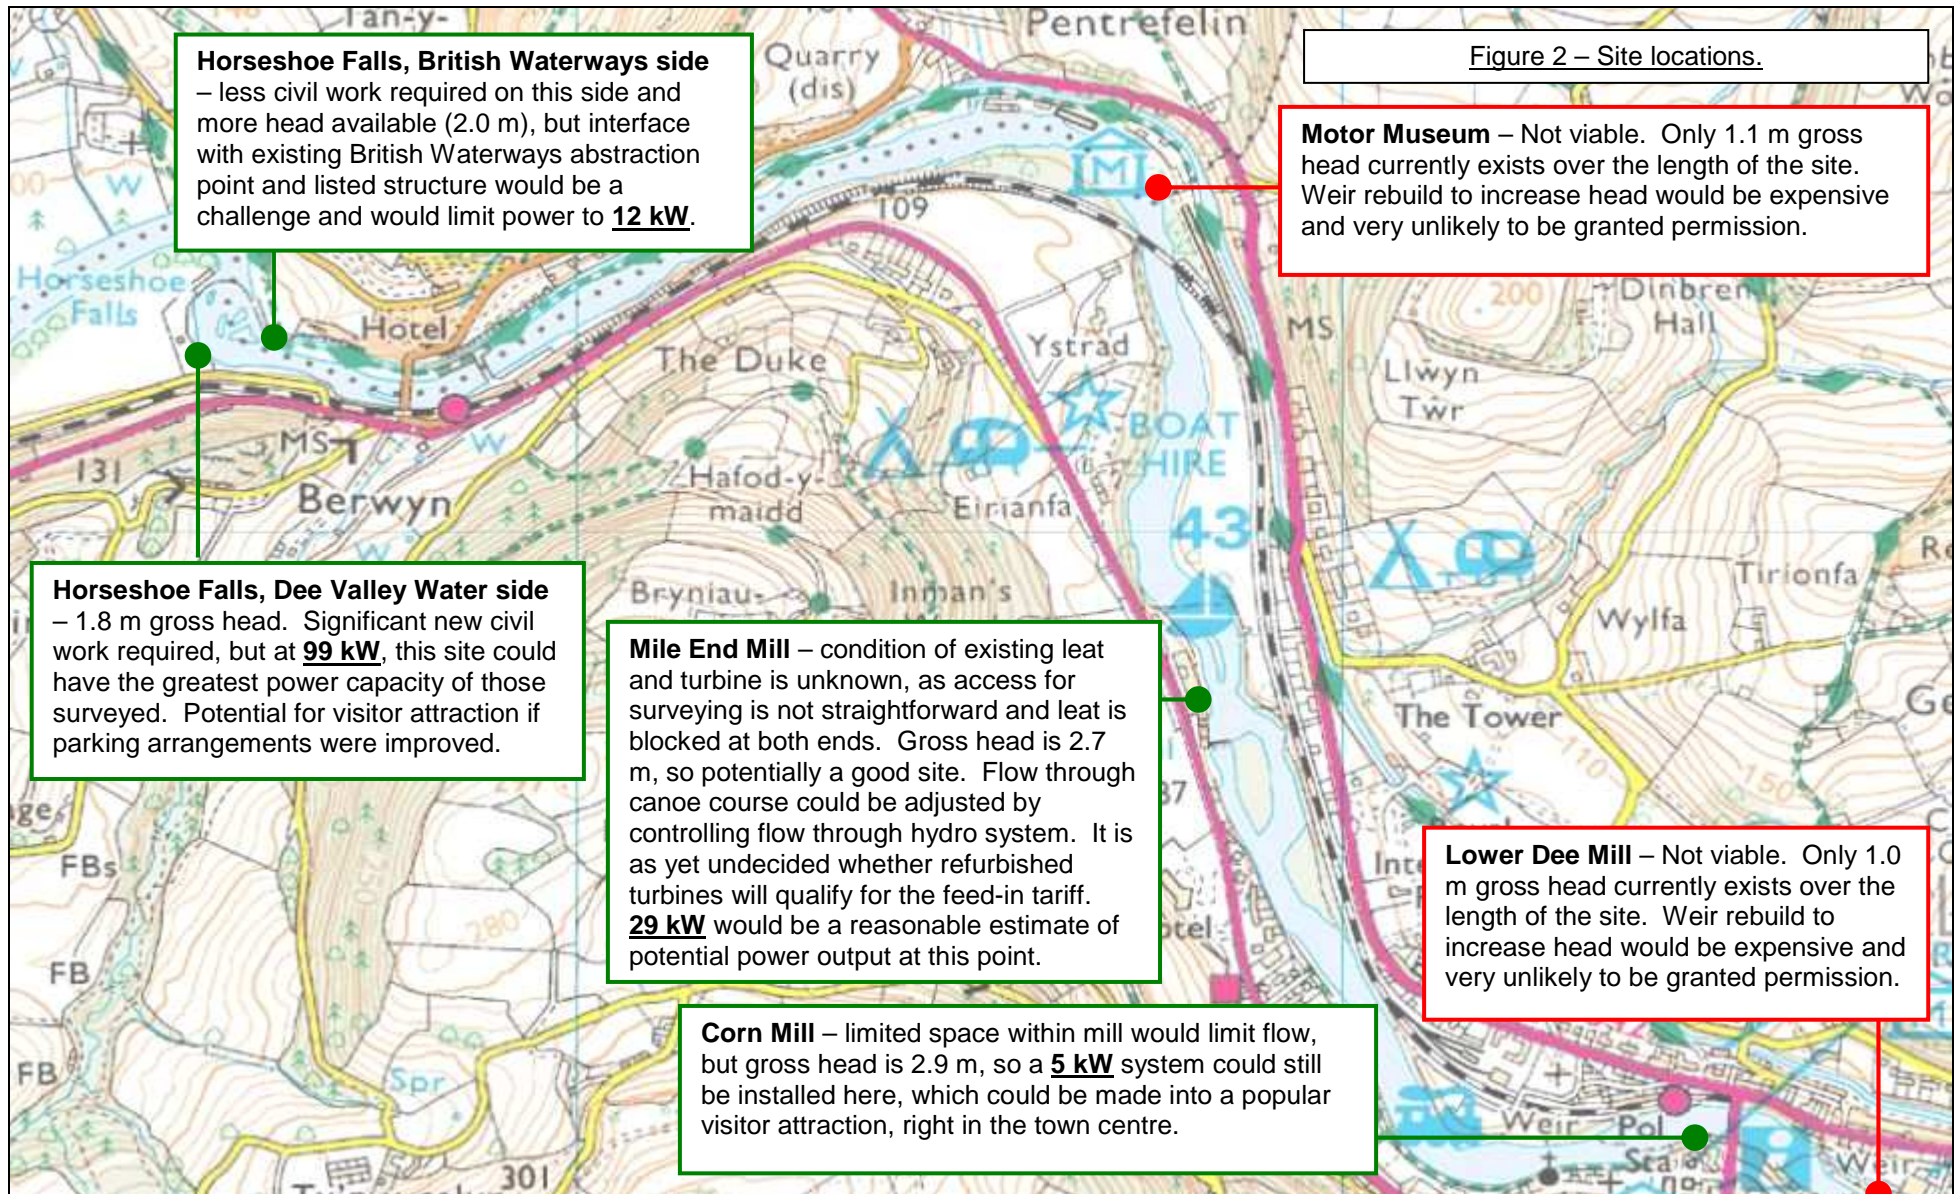 Tan-y-
Pentrefelin
Quarry
(dis)
Figure 2 – Site locations.
Horseshoe Falls, British Waterways side
– less civil work required on this side and
more head available (2.0 m), but interface
with existing British Waterways abstraction
point and listed structure would be a
challenge and would limit power to 12 kW.
Motor Museum – Not viable. Only 1.1 m gross
head currently exists over the length of the site.
Weir rebuild to increase head would be expensive
and very unlikely to be granted permission.
M
W
109
Horseshoe
Falls
Hotel
200
Dinbren
Hall
MS
The Duke
Ystrad
Llwyn
Twr
W
BOAT
HIRE
MS
131
Berwyn
Hafod-y-
maidd
Eirianfa
43
W
Bryniau-
Inman's
Tirionfa
Wylfa
Horseshoe Falls, Dee Valley Water side
– 1.8 m gross head. Significant new civil
work required, but at 99 kW, this site could
have the greatest power capacity of those
surveyed. Potential for visitor attraction if
parking arrangements were improved.
Mile End Mill – condition of existing leat
and turbine is unknown, as access for
surveying is not straightforward and leat is
blocked at both ends. Gross head is 2.7
m, so potentially a good site. Flow through
canoe course could be adjusted by
controlling flow through hydro system. It is
as yet undecided whether refurbished
turbines will qualify for the feed-in tariff.
29 kW would be a reasonable estimate of
potential power output at this point.
The Tower
110
150
87
FBs
280
FB
FB
Spr
301
Lower Dee Mill – Not viable. Only 1.0
m gross head currently exists over the
length of the site. Weir rebuild to
increase head would be expensive and
very unlikely to be granted permission.
Corn Mill – limited space within mill would limit flow,
but gross head is 2.9 m, so a 5 kW system could still
be installed here, which could be made into a popular
visitor attraction, right in the town centre.
Weir
Pol
Sta
Weir